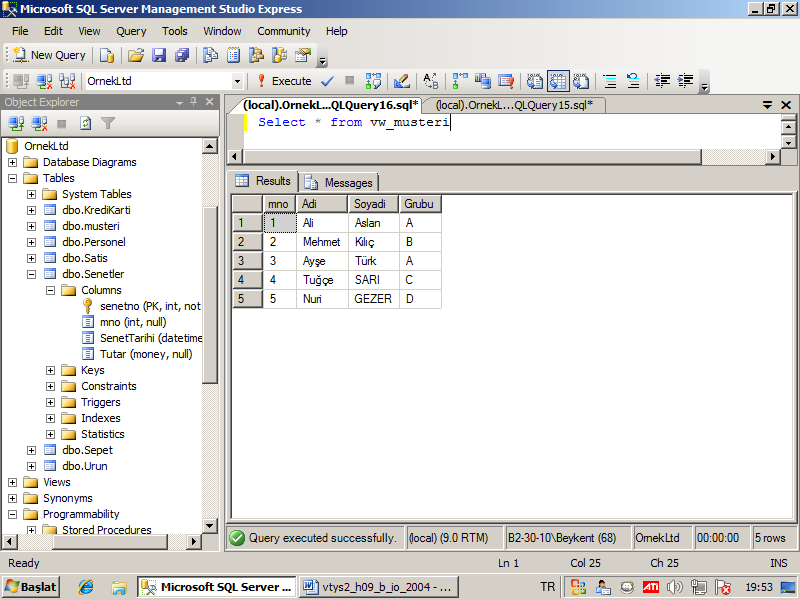 Microsoft SQL Server Management Studio Express
File Edit View Query Tools Window Community Help
New Query
OrnekLtd Execute
Object Explorer
(local).OrnekL...QLQuery16.sql* (local).OrnekL...QLQuery15.sql*
Select * from vw_musteri
OrnekLtd
Database Diagrams
Tables
System Tables
dbo.KrediKarti
dbo.musteri
dbo.Personel
dbo.Satis
dbo.Senetler
Columns
senetno (PK, int, not
mno (int, null)
SenetTarihi (datetime
Tutar (money, null)
Keys
Constraints
Triggers
Indexes
Statistics
dbo.Sepet
dbo.Urun
Views
Synonyms
Programmability
Stored Procedures
Results Messages
mno Adi Soyadi Grubu
1 1 Ali Aslan A
2 2 Mehmet Kılıç B
3 3 Ayşe Türk A
4 4 Tuğçe SARI C
5 5 Nuri GEZER D
Query executed successfully. (local) (9.0 RTM) B2-30-10\Beykent (68) OrnekLtd 00:00:00 5 rows
Ready Ln 1 Col 25 Ch 25 INS
Başlat Microsoft SQL Server ... vtys2_h09_b_io_2004 - ... TR ATI 19:53